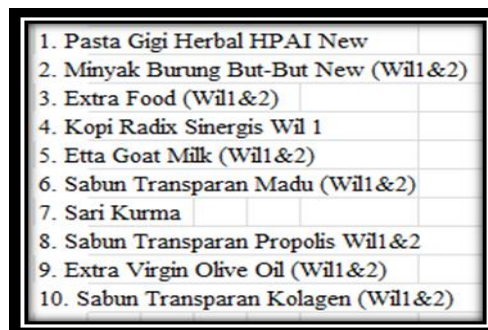 1. Pasta Gigi Herbal HPAI New
2. Minyak Burung But-But New (Wil1&2)
3. Extra Food (Wil1&2)
4. Kopi Radix Sinergis Wil 1
5. Etta Goat Milk (Wil1&2)
6. Sabun Transparan Madu (Wil1&2)
7. Sari Kurma
8. Sabun Transparan Propolis Wil1&2
9. Extra Virgin Olive Oil (Wil1&2)
10. Sabun Transparan Kolagen (Wil1&2)